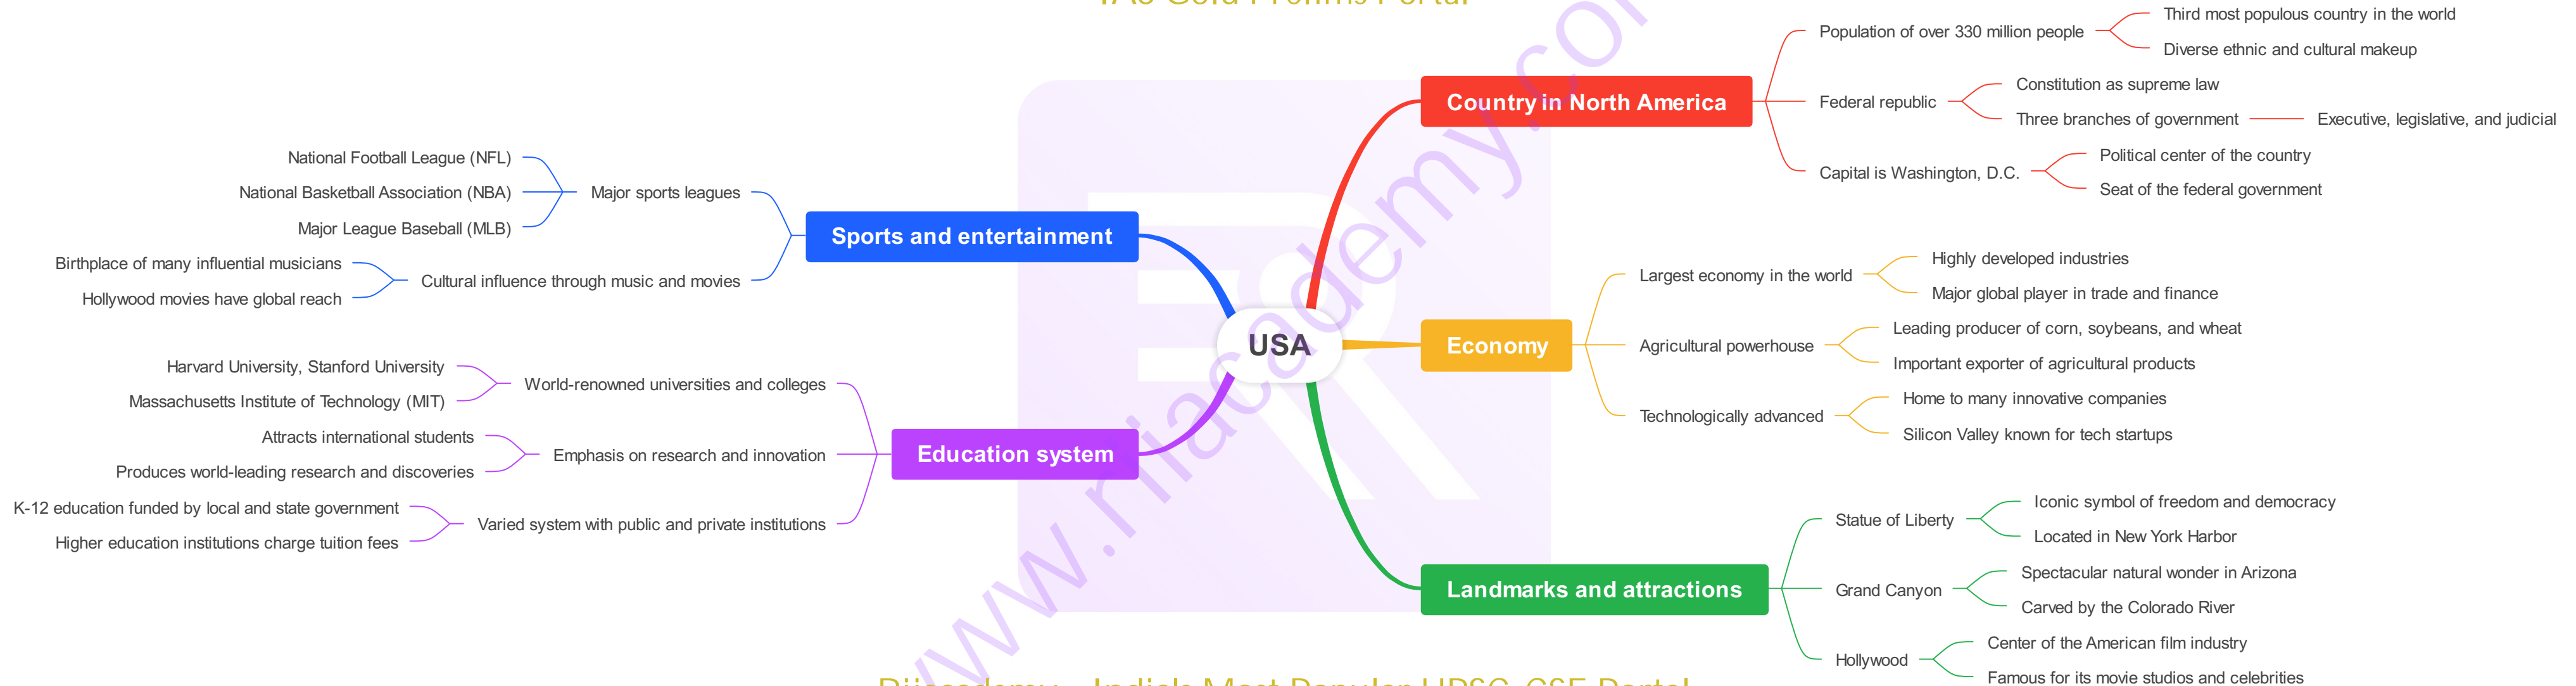 USA
Country in North America
Population of over 330 million people
Third most populous country in the world
Diverse ethnic and cultural makeup
Federal republic
Constitution as supreme law
Three branches of government
Executive, legislative, and judicial
Capital is Washington, D.C.
Political center of the country
Seat of the federal government
Economy
Largest economy in the world
Highly developed industries
Major global player in trade and finance
Agricultural powerhouse
Leading producer of corn, soybeans, and wheat
Important exporter of agricultural products
Technologically advanced
Home to many innovative companies
Silicon Valley known for tech startups
Landmarks and attractions
Statue of Liberty
Iconic symbol of freedom and democracy
Located in New York Harbor
Grand Canyon
Spectacular natural wonder in Arizona
Carved by the Colorado River
Hollywood
Center of the American film industry
Famous for its movie studios and celebrities
Sports and entertainment
Major sports leagues
National Football League (NFL)
National Basketball Association (NBA)
Major League Baseball (MLB)
Cultural influence through music and movies
Birthplace of many influential musicians
Hollywood movies have global reach
Education system
World-renowned universities and colleges
Harvard University, Stanford University
Massachusetts Institute of Technology (MIT)
Emphasis on research and innovation
Attracts international students
Produces world-leading research and discoveries
Varied system with public and private institutions
K-12 education funded by local and state government
Higher education institutions charge tuition fees